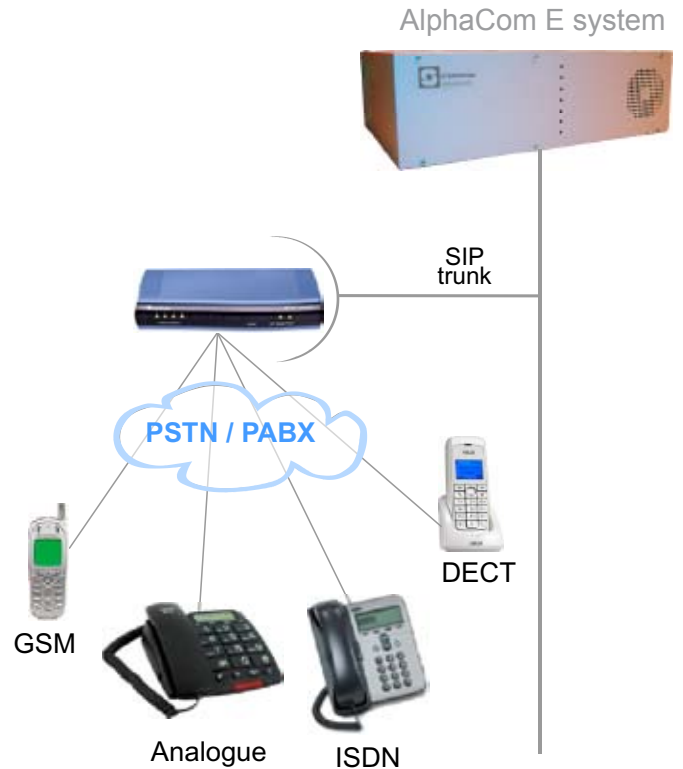 AlphaCom E system
SIP
trunk
PSTN / PABX
DECT
GSM
Analogue
ISDN